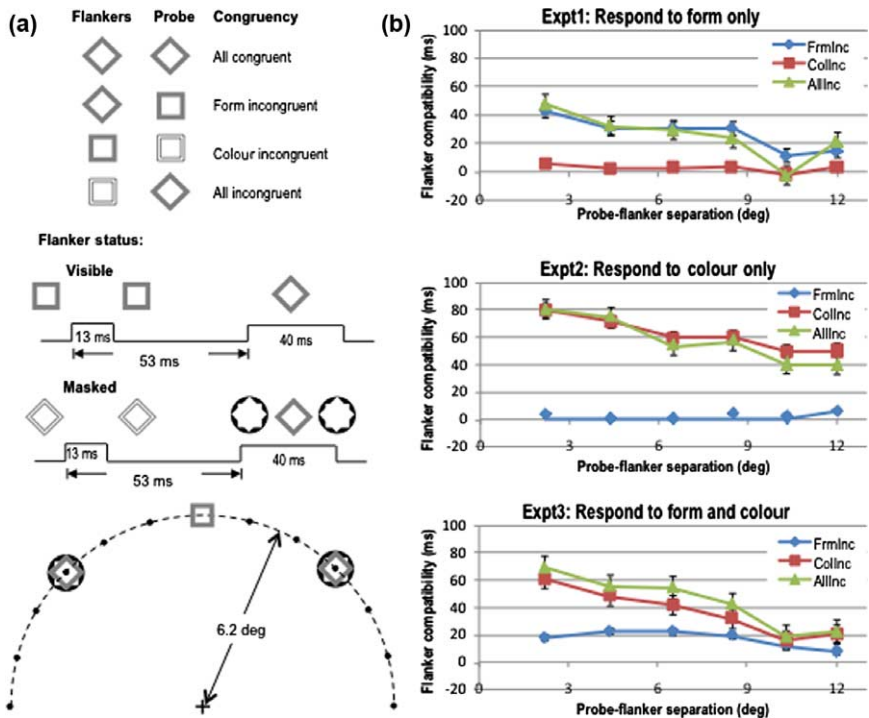 (a)
Flankers Probe Congruency
All congruent
Form incongruent
Colour incongruent
All incongruent
Flanker status:
Visible
13 ms
40 ms
53 ms
Masked
13 ms
40 ms
53 ms
6.2 deg
(b)
Expt1: Respond to form only
Flanker compatibility (ms)
100
80
60
40
20
0
-20
0 3 6 9 12
Probe-flanker separation (deg)
FrmInc
ColInc
AllInc
Expt2: Respond to colour only
Flanker compatibility (ms)
100
80
60
40
20
0
-20
0 3 6 9 12
Probe-flanker separation (deg)
FrmInc
ColInc
AllInc
Expt3: Respond to form and colour
Flanker compatibility (ms)
100
80
60
40
20
0
-20
0 3 6 9 12
Probe-flanker separation (deg)
FrmInc
ColInc
AllInc